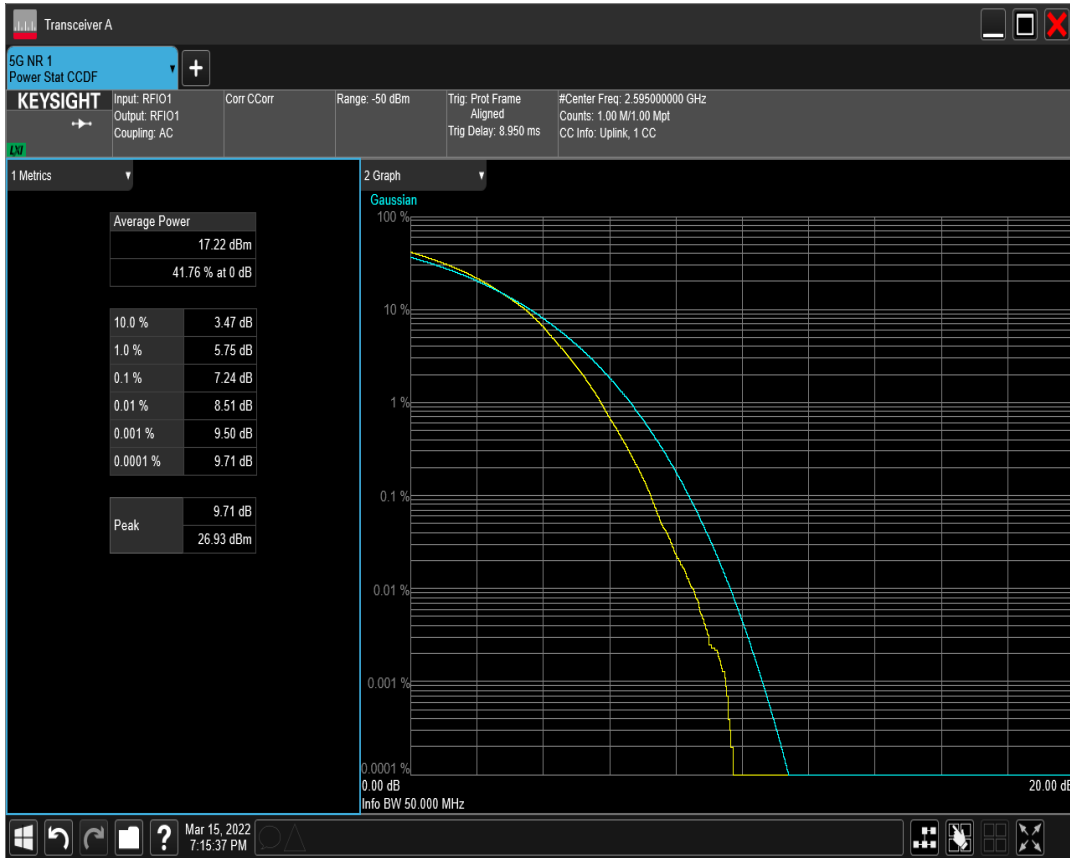 Transceiver A
5G NR 1
Power Stat CCDF
+
KEYSIGHT
LXI
Input: RFIO1
Output: RFIO1
Coupling: AC
Corr CCorr
Range: -50 dBm
Trig: Prot Frame
Aligned
Trig Delay: 8.950 ms
#Center Freq: 2.595000000 GHz
Counts: 1.00 M/1.00 Mpt
CC Info: Uplink, 1 CC
1 Metrics
Average Power
17.22 dBm
41.76 % at 0 dB
10.0 % 3.47 dB
1.0 % 5.75 dB
0.1 % 7.24 dB
0.01 % 8.51 dB
0.001 % 9.50 dB
0.0001 % 9.71 dB
Peak
9.71 dB
26.93 dBm
2 Graph
Gaussian
100 %
10 %
1 %
0.1 %
0.01 %
0.001 %
0.0001 %
0.00 dB
20.00 dB
Info BW 50.000 MHz
?
Mar 15, 2022
7:15:37 PM